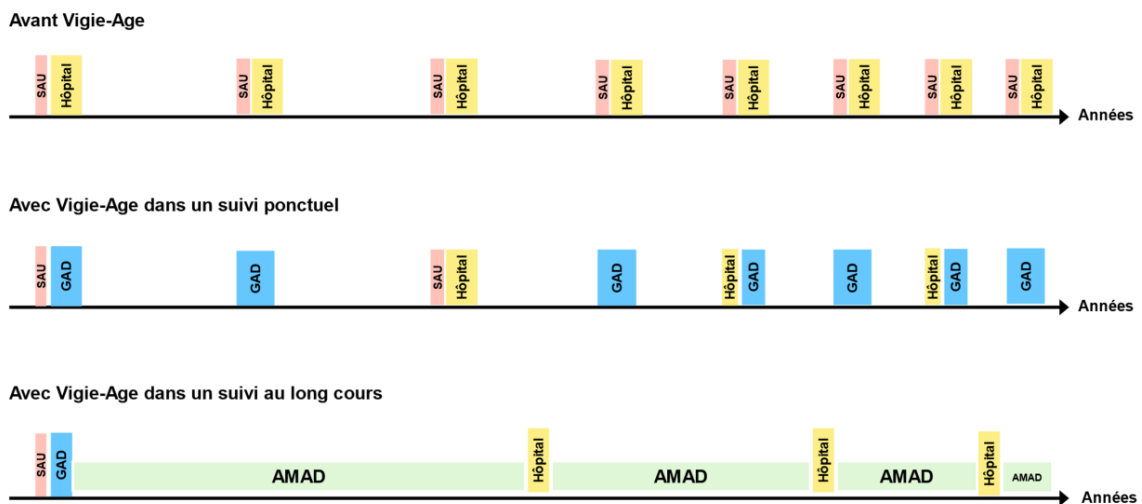 Avant Vigie-Age
SAU Hôpital SAU Hôpital SAU Hôpital SAU Hôpital SAU Hôpital SAU Hôpital SAU Hôpital SAU Hôpital
Années
Avec Vigie-Age dans un suivi ponctuel
SAU GAD GAD SAU Hôpital GAD Hôpital GAD GAD Hôpital GAD GAD
Années
Avec Vigie-Age dans un suivi au long cours
SAU GAD AMAD Hôpital AMAD Hôpital AMAD Hôpital AMAD
Années